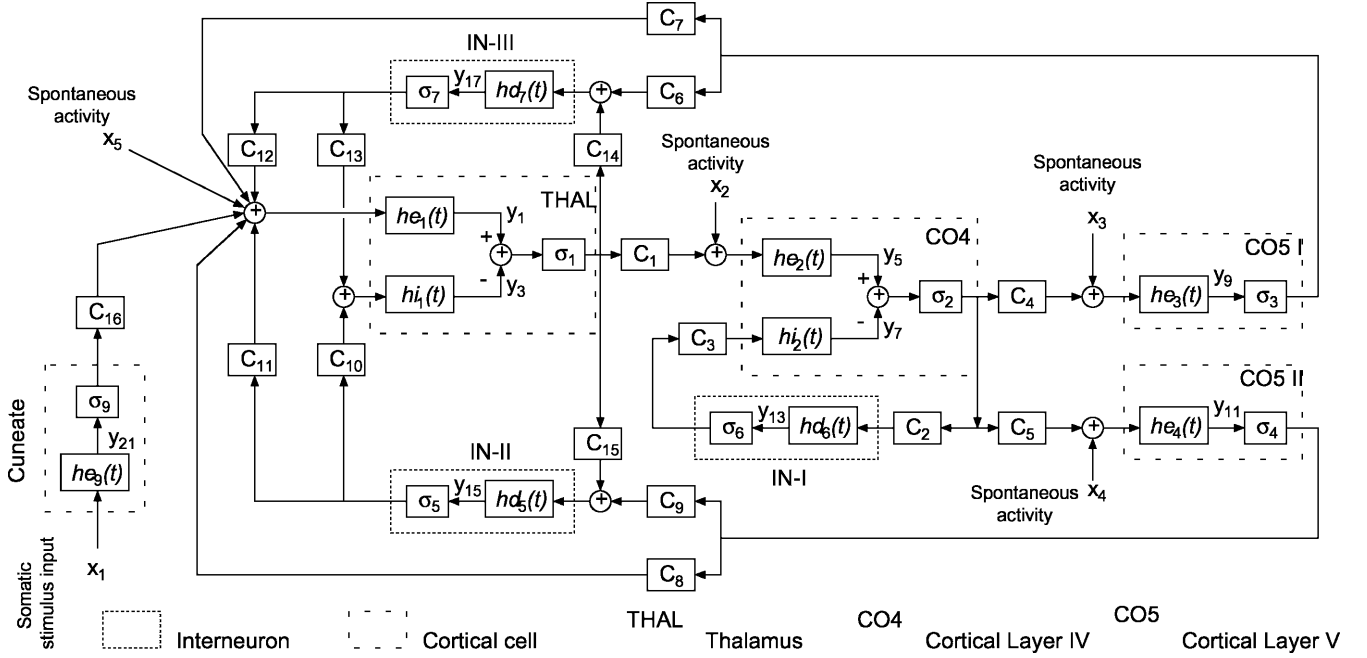 C7
IN-III
Spontaneous
activity
x5
σ7
y17
hd7(t)
+
C6
C12
C13
C14
Spontaneous
activity
x2
Spontaneous
activity
x3
THAL
+
he1(t)
y1
+
+
σ1
C1
+
-
y3
+
hi1(t)
CO4
he2(t)
y5
+
+
σ2
-
y7
C3
hi2(t)
C4
+
CO5 I
he3(t)
y9
σ3
C16
C11
C10
Cuneate
σ9
y21
he9(t)
σ6
y13
hd6(t)
C2
IN-I
C5
+
CO5 II
he4(t)
y11
σ4
Spontaneous
activity
x4
C15
IN-II
σ5
y15
hd5(t)
+
C9
C8
Somatic
stimulus input
x1
Interneuron
Cortical cell
THAL
Thalamus
CO4
Cortical Layer IV
CO5
Cortical Layer V